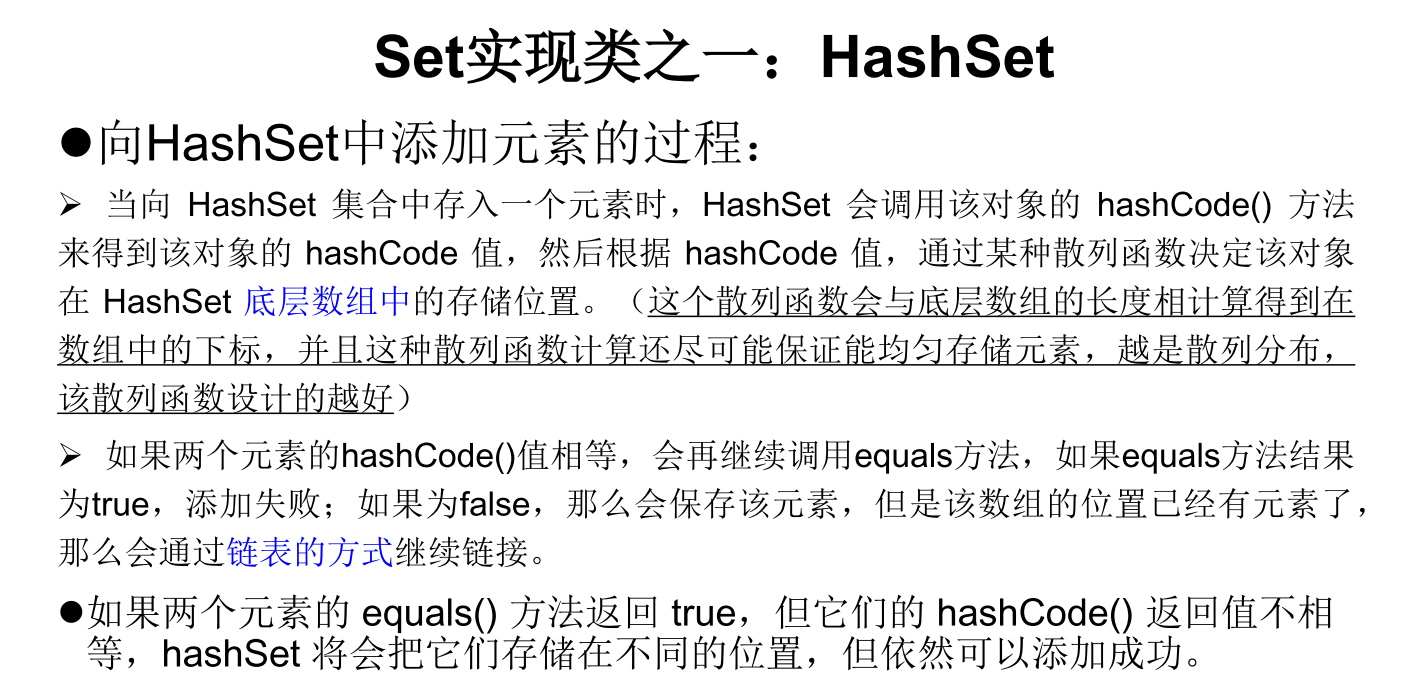 Set实现类之一：HashSet
●向HashSet中添加元素的过程：
➢ 当向 HashSet 集合中存入一个元素时，HashSet 会调用该对象的 hashCode() 方法
来得到该对象的 hashCode 值，然后根据 hashCode 值，通过某种散列函数决定该对象
在 HashSet 底层数组中的存储位置。（这个散列函数会与底层数组的长度相计算得到在
数组中的下标，并且这种散列函数计算还尽可能保证能均匀存储元素，越是散列分布，
该散列函数设计的越好）
➢ 如果两个元素的hashCode()值相等，会再继续调用equals方法，如果equals方法结果
为true，添加失败；如果为false，那么会保存该元素，但是该数组的位置已经有元素了，
那么会通过链表的方式继续链接。
●如果两个元素的 equals() 方法返回 true，但它们的 hashCode() 返回值不相
等，hashSet 将会把它们存储在不同的位置，但依然可以添加成功。